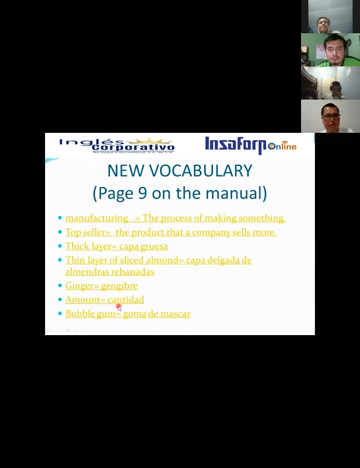 Inglés
corporativo
Insaforp Online
NEW VOCABULARY
(Page 9 on the manual)
manufacturing = The process of making something.
Top seller= the product that a company sells more.
Thick layer= capa gruesa
Thin layer of sliced almond= capa delgada de
almendras rebanadas
Ginger= gengibre
Amount= cantidad
Bubble gum= goma de mascar